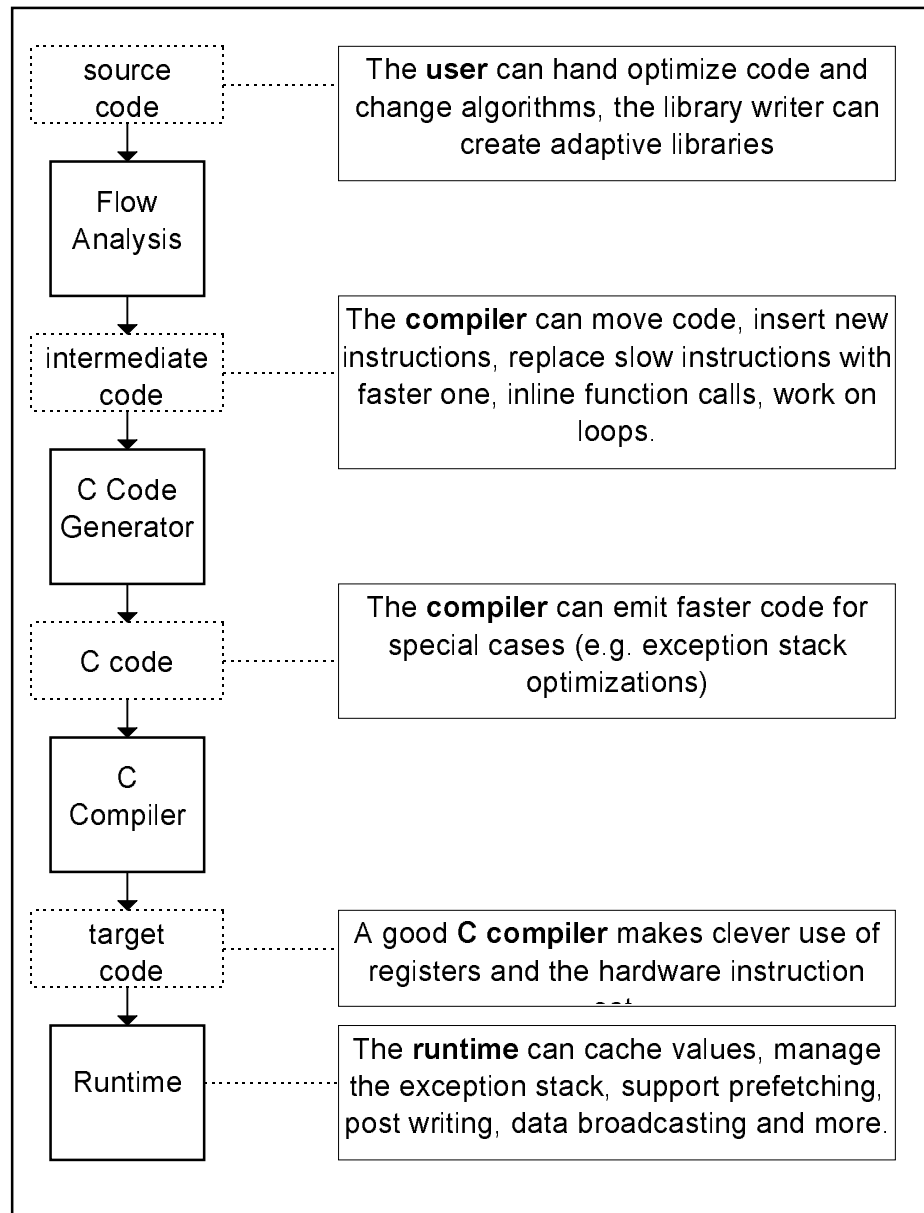 source
code
The user can hand optimize code and
change algorithms, the library writer can
create adaptive libraries
Flow
Analysis
intermediate
code
The compiler can move code, insert new
instructions, replace slow instructions with
faster one, inline function calls, work on
loops.
C Code
Generator
C code
The compiler can emit faster code for
special cases (e.g. exception stack
optimizations)
C
Compiler
target
code
A good C compiler makes clever use of
registers and the hardware instruction
Runtime
The runtime can cache values, manage
the exception stack, support prefetching,
post writing, data broadcasting and more.